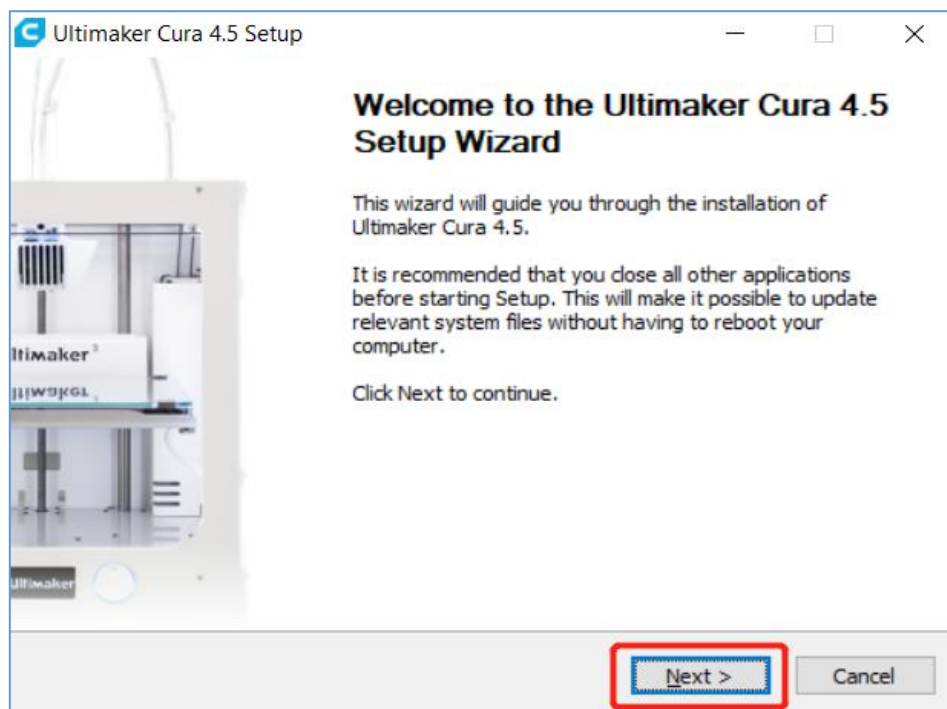 Ultimaker Cura 4.5 Setup
Welcome to the Ultimaker Cura 4.5
Setup Wizard
This wizard will guide you through the installation of
Ultimaker Cura 4.5.
It is recommended that you close all other applications
before starting Setup. This will make it possible to update
relevant system files without having to reboot your
computer.
Click Next to continue.
ltimaker³
Ultimaker
Next >
Cancel